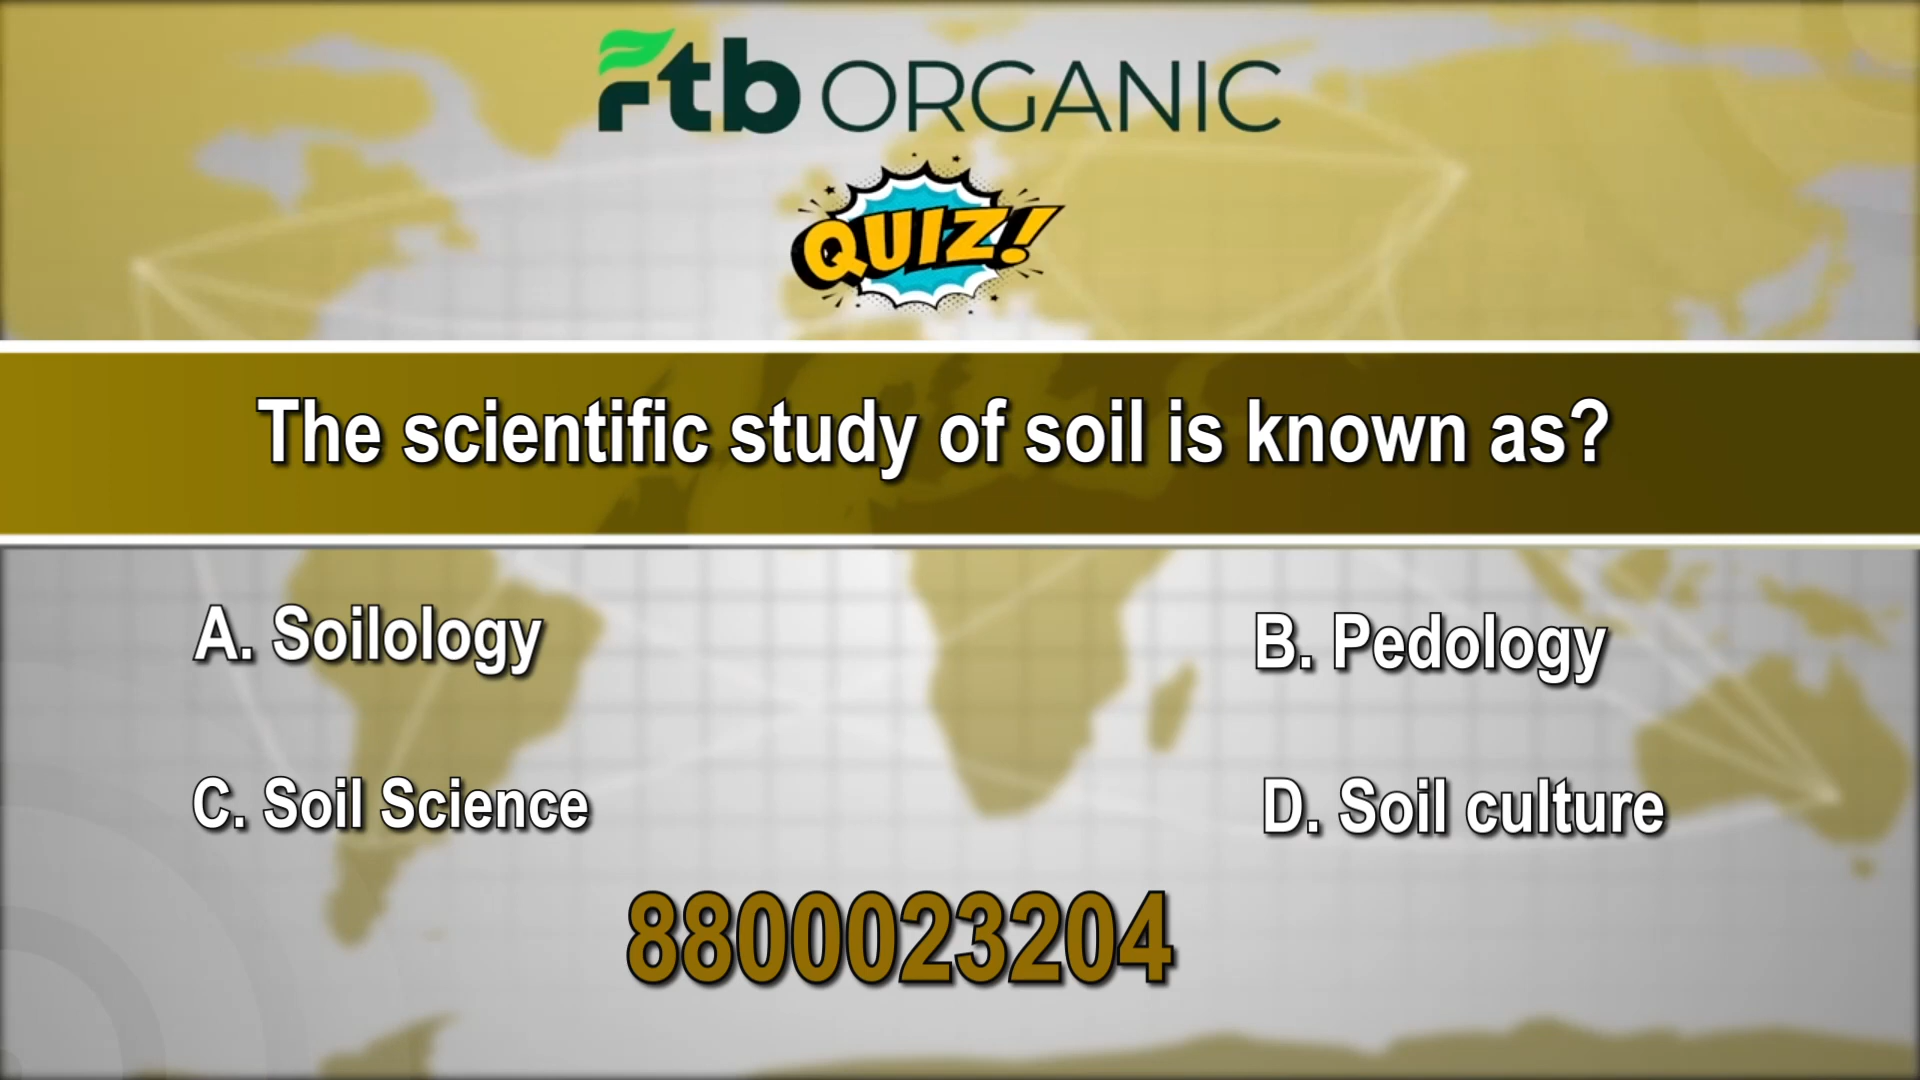 ftb ORGANIC
QUIZ!
The scientific study of soil is known as?
A. Soilology
B. Pedology
C. Soil Science
D. Soil culture
8800023204